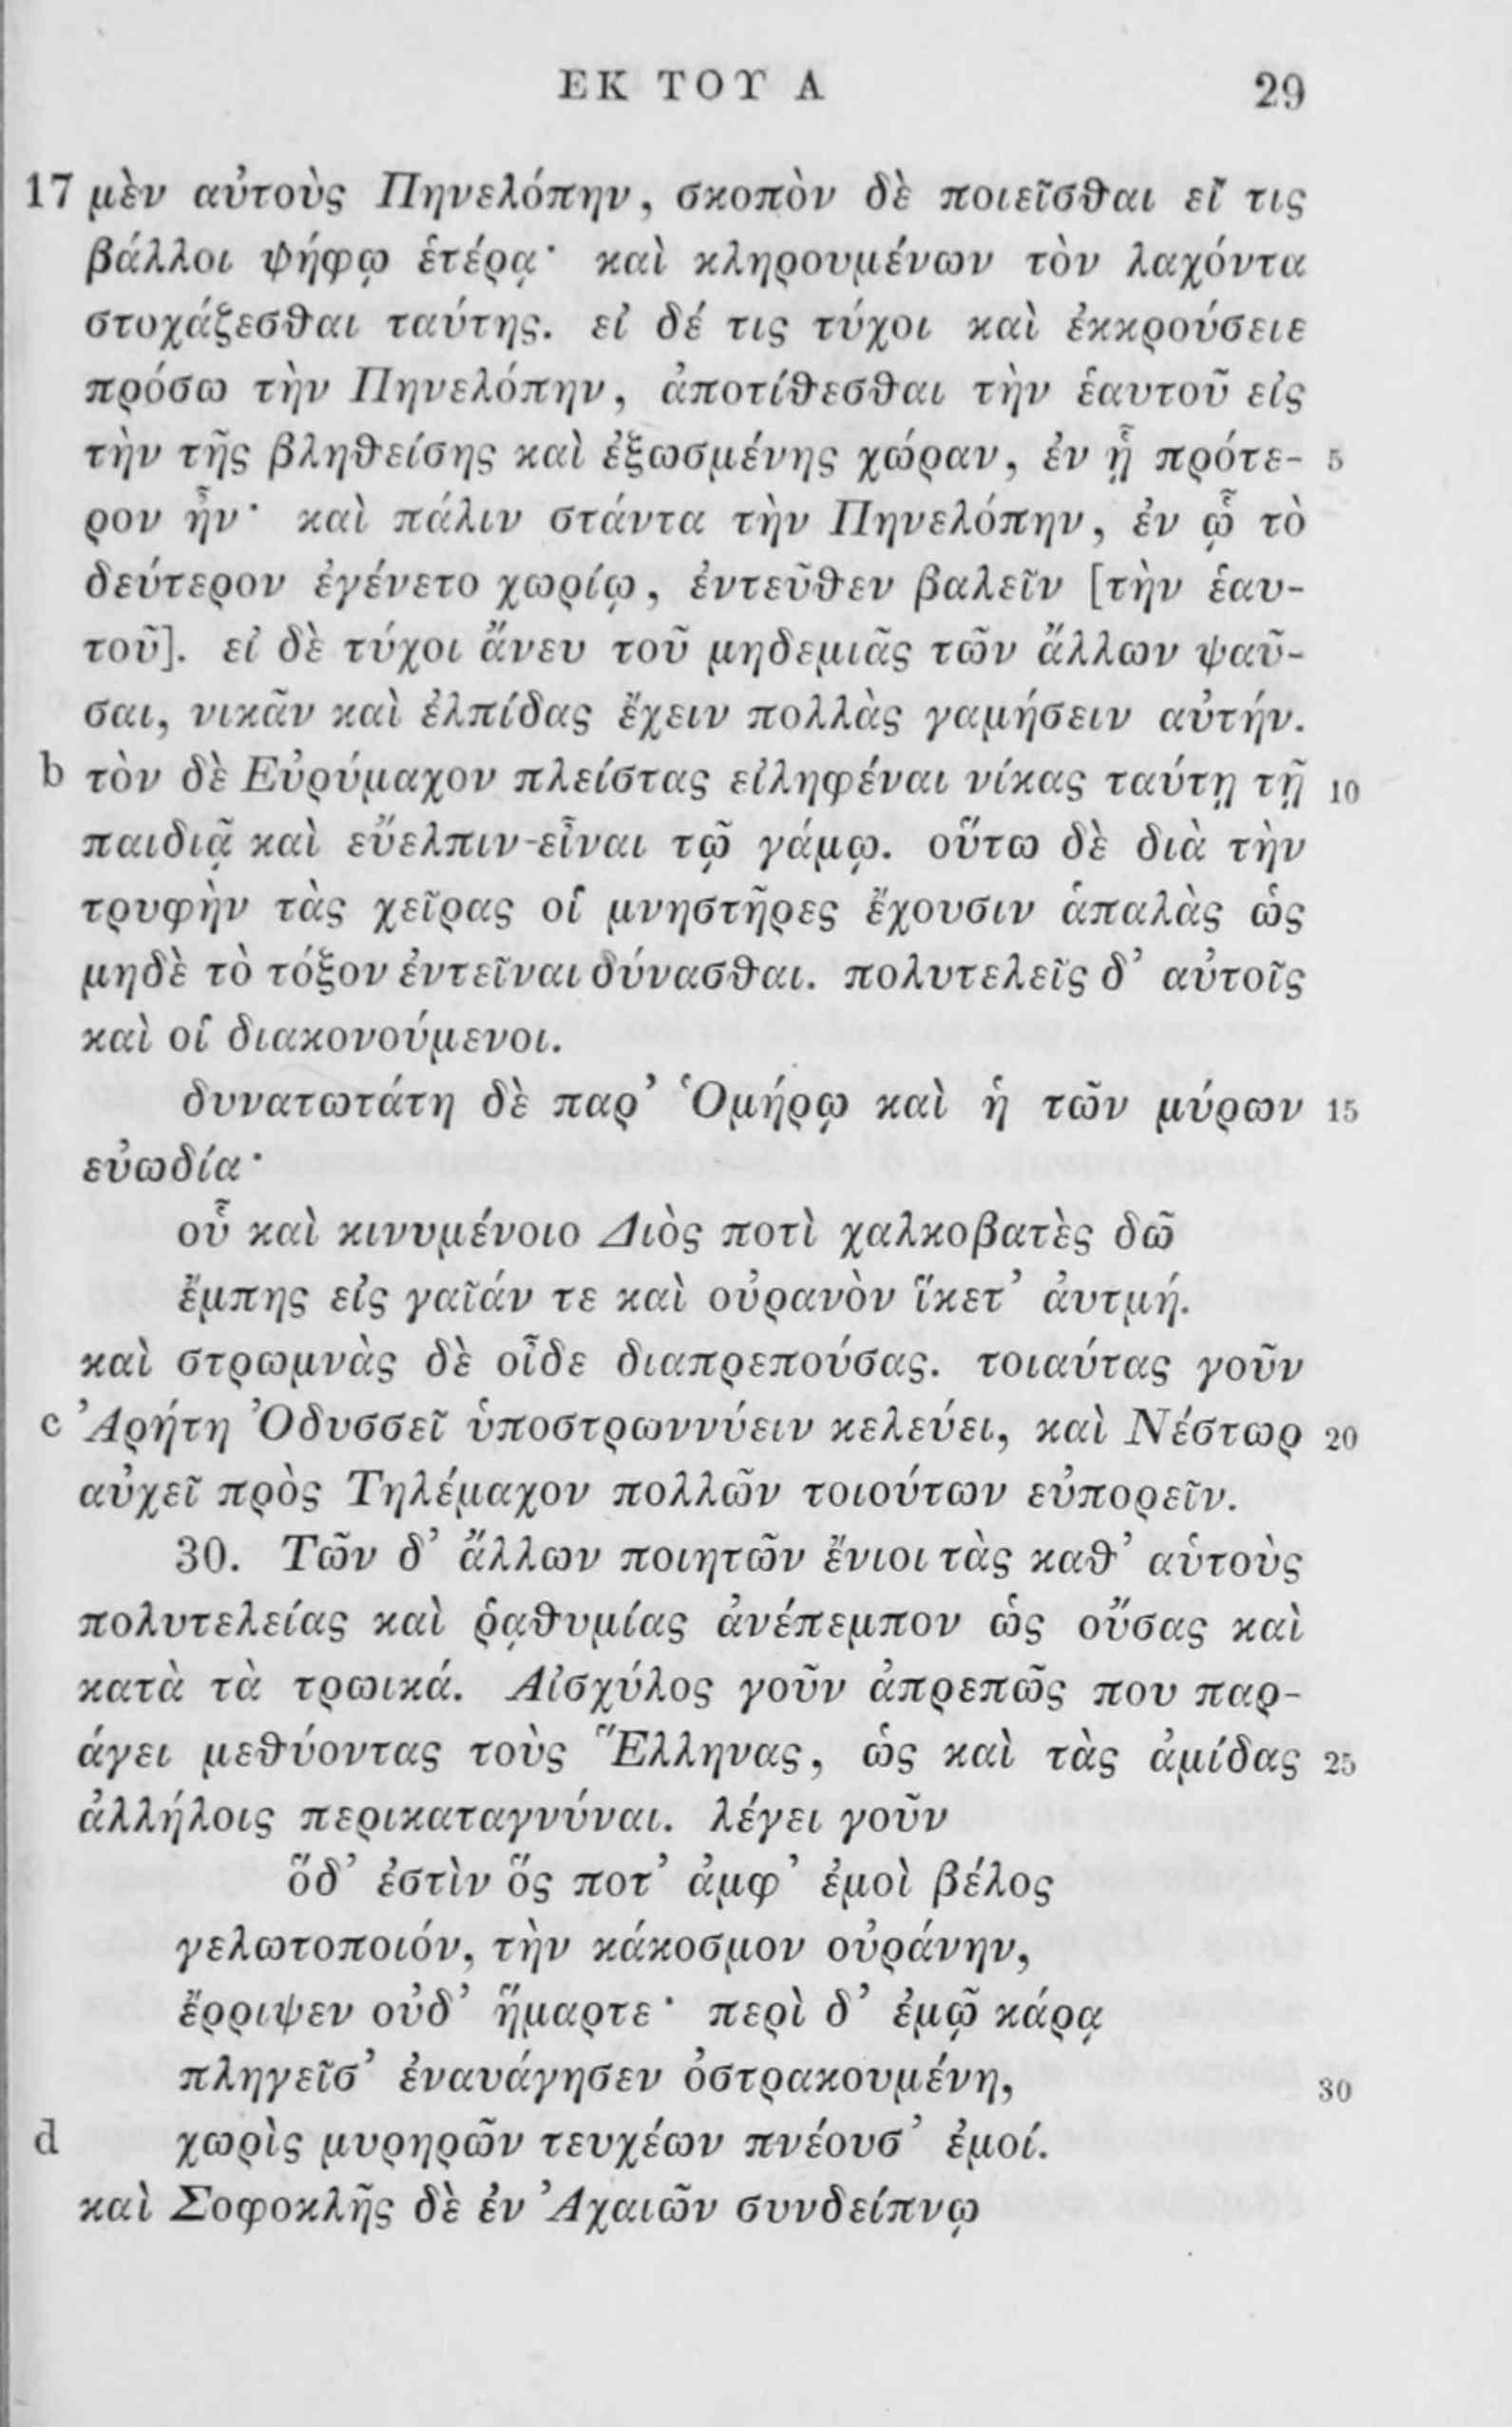 ΕΚ ΤΟΥ Α 29
17 μὲν αὐτοὺς Πηνελόπην, σκοπὸν δὲ ποιεῖσθαι εἴ τις
βάλλοι ψήφῳ ἑτέρᾳ· καὶ κληρουμένων τὸν λαχόντα
στοχάζεσθαι ταύτης. εἰ δέ τις τύχοι καὶ ἐκκρούσειε
πρόσω τὴν Πηνελόπην, ἀποτίθεσθαι τὴν ἑαυτοῦ εἰς
τὴν τῆς βληθείσης καὶ ἐξωσμένης χώραν, ἐν ᾗ πρότε- 5
ρον ἦν· καὶ πάλιν στάντα τὴν Πηνελόπην, ἐν ᾧ τὸ
δεύτερον ἐγένετο χωρίῳ, ἐντεῦθεν βαλεῖν [τὴν ἑαυ-
τοῦ]. εἰ δὲ τύχοι ἄνευ τοῦ μηδεμιᾶς τῶν ἄλλων ψαῦ-
σαι, νικᾶν καὶ ἐλπίδας ἔχειν πολλὰς γαμήσειν αὐτήν.
b τὸν δὲ Εὐρύμαχον πλείστας εἰληφέναι νίκας ταύτῃ τῇ 10
παιδιᾷ καὶ εὔελπιν εἶναι τῷ γάμῳ. οὕτω δὲ διὰ τὴν
τρυφὴν τὰς χεῖρας οἱ μνηστῆρες ἔχουσιν ἁπαλὰς ὡς
μηδὲ τὸ τόξον ἐντεῖναι δύνασθαι. πολυτελεῖς δ’ αὐτοῖς
καὶ οἱ διακονούμενοι.
δυνατωτάτη δὲ παρ’ Ὁμήρῳ καὶ ἡ τῶν μύρων 15
εὐωδία·
οὗ καὶ κινυμένοιο Διὸς ποτὶ χαλκοβατὲς δῶ
ἔμπης εἰς γαῖάν τε καὶ οὐρανὸν ἵκετ’ ἀυτμή.
καὶ στρωμνὰς δὲ οἶδε διαπρεπούσας. τοιαύτας γοῦν
c Ἀρήτη Ὀδυσσεῖ ὑποστρωννύειν κελεύει, καὶ Νέστωρ 20
αὐχεῖ πρὸς Τηλέμαχον πολλῶν τοιούτων εὐπορεῖν.
30. Τῶν δ’ ἄλλων ποιητῶν ἔνιοι τὰς καθ’ αὑτοὺς
πολυτελείας καὶ ῥᾳθυμίας ἀνέπεμπον ὡς οὔσας καὶ
κατὰ τὰ τρωικά. Αἰσχύλος γοῦν ἀπρεπῶς που παρ-
άγει μεθύοντας τοὺς Ἕλληνας, ὡς καὶ τὰς ἀμίδας 25
ἀλλήλοις περικαταγνύναι. λέγει γοῦν
ὅδ’ ἐστὶν ὅς ποτ’ ἀμφ’ ἐμοὶ βέλος
γελωτοποιόν, τὴν κάκοσμον οὐράνην,
ἔρριψεν οὐδ’ ἥμαρτε· περὶ δ’ ἐμῷ κάρᾳ
πληγεῖσ’ ἐναυάγησεν ὀστρακουμένη, 30
d χωρὶς μυρηρῶν τευχέων πνέουσ’ ἐμοί.
καὶ Σοφοκλῆς δὲ ἐν Ἀχαιῶν συνδείπνῳ